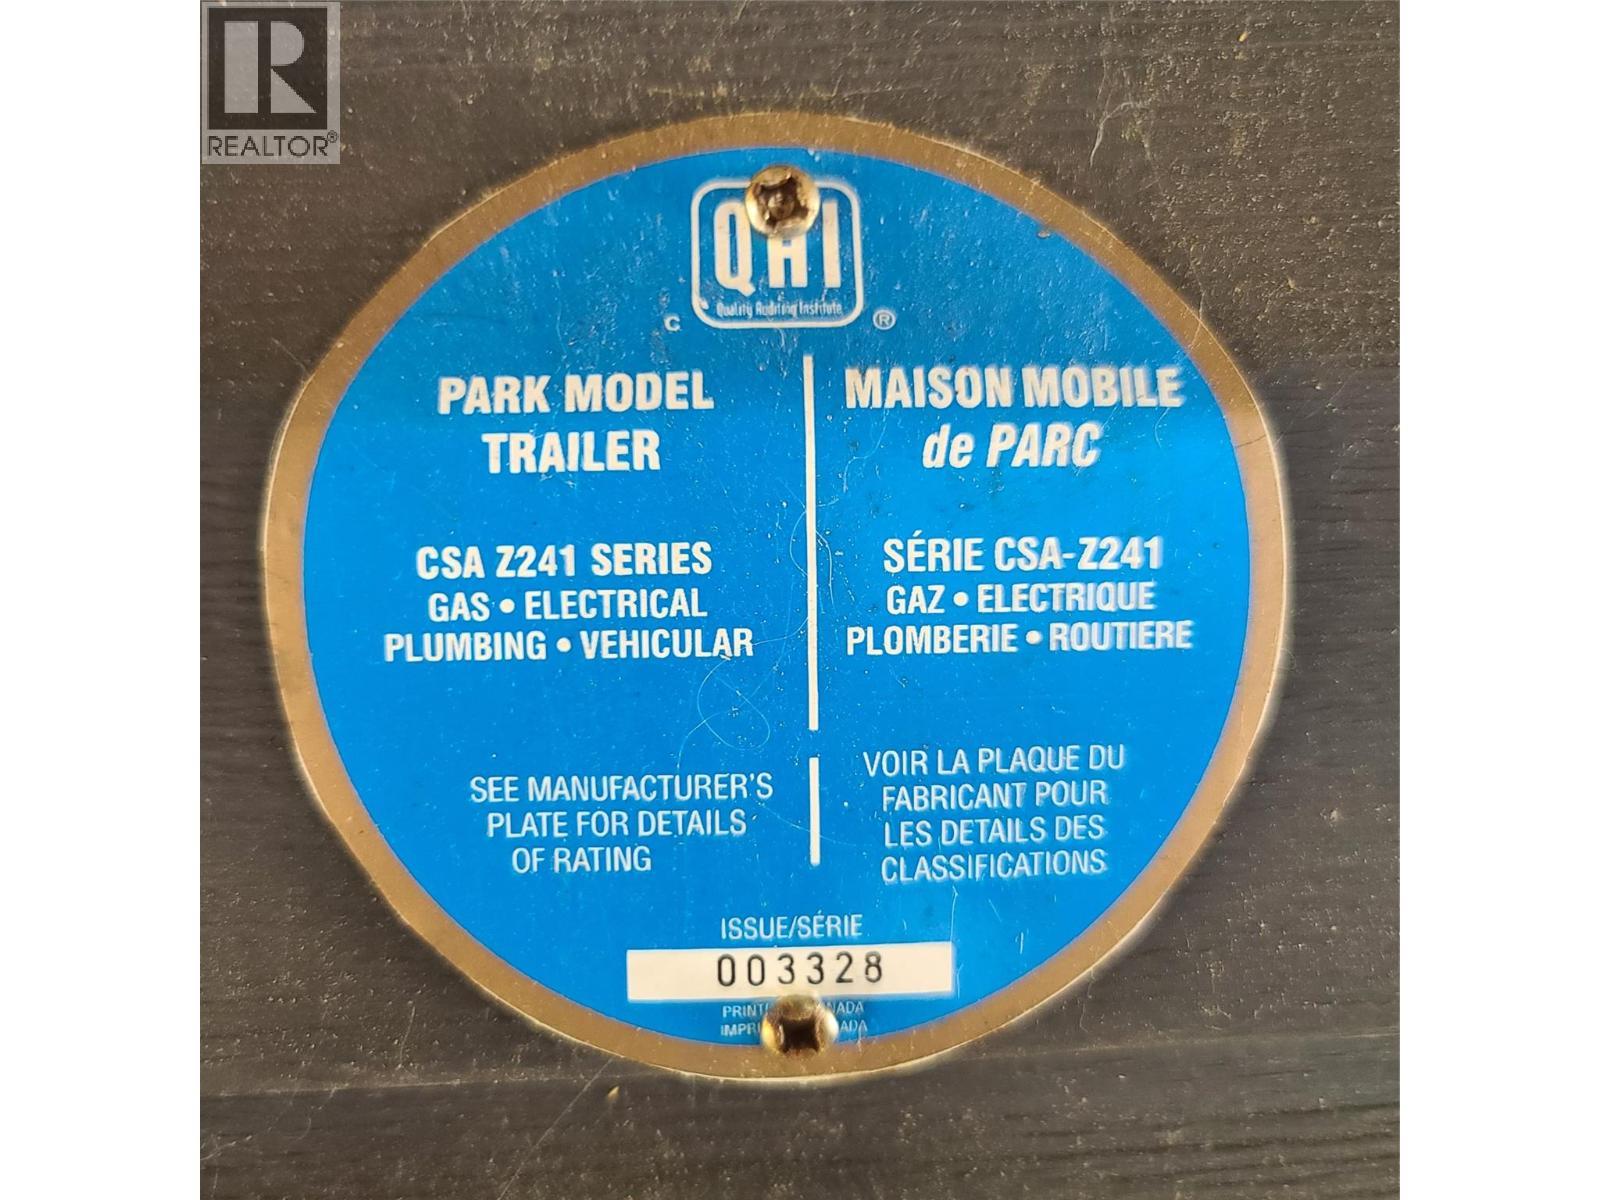 R
REALTOR®
QAI
Quality Auditing Institute
C ®
PARK MODEL
TRAILER
CSA Z241 SERIES
GAS • ELECTRICAL
PLUMBING • VEHICULAR
SEE MANUFACTURER'S
PLATE FOR DETAILS
OF RATING
MAISON MOBILE
de PARC
SÉRIE CSA-Z241
GAZ • ELECTRIQUE
PLOMBERIE • ROUTIERE
VOIR LA PLAQUE DU
FABRICANT POUR
LES DETAILS DES
CLASSIFICATIONS
ISSUE/SÉRIE
003328